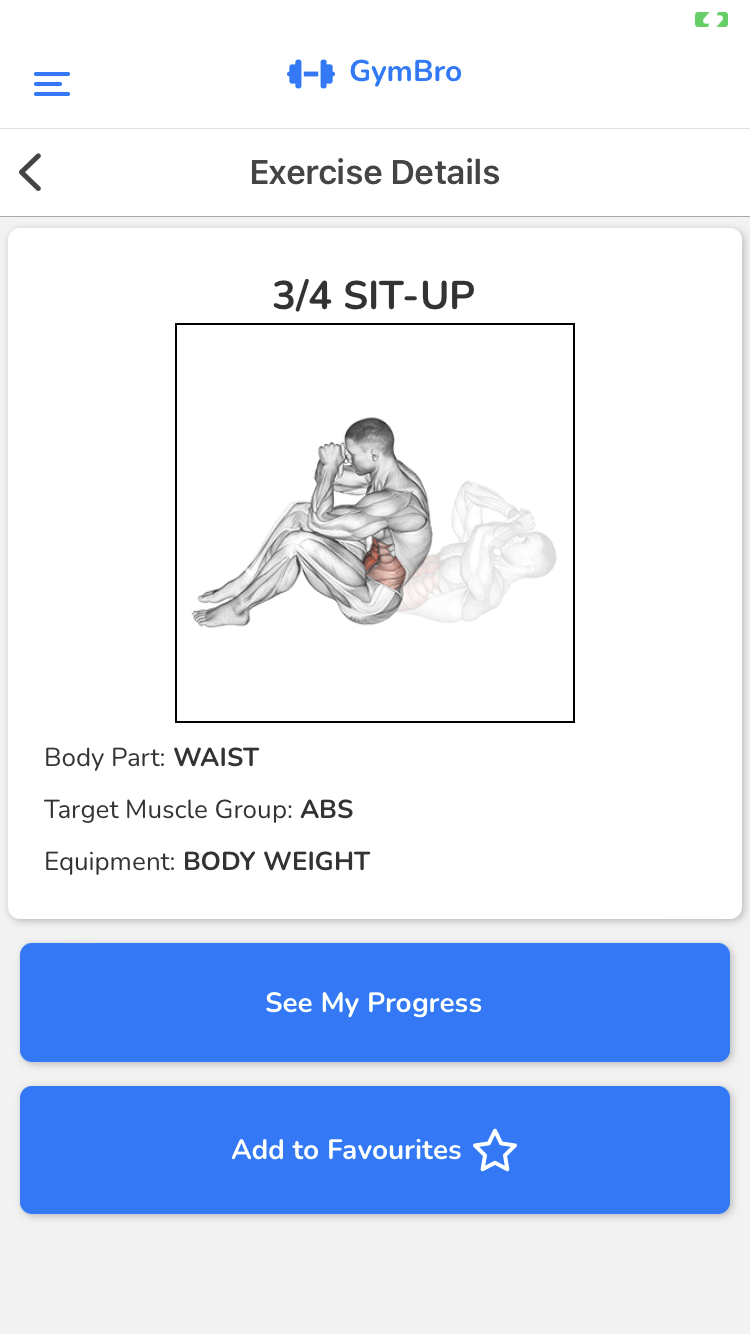 GymBro
Exercise Details
3/4 SIT-UP
Body Part: WAIST
Target Muscle Group: ABS
Equipment: BODY WEIGHT
See My Progress
Add to Favourites